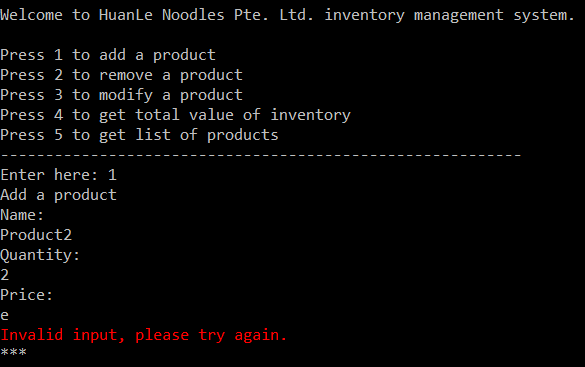 Welcome to HuanLe Noodles Pte. Ltd. inventory management system.
Press 1 to add a product
Press 2 to remove a product
Press 3 to modify a product
Press 4 to get total value of inventory
Press 5 to get list of products
----------------------------------------------------------
Enter here: 1
Add a product
Name:
Product2
Quantity:
2
Price:
e
Invalid input, please try again.
***